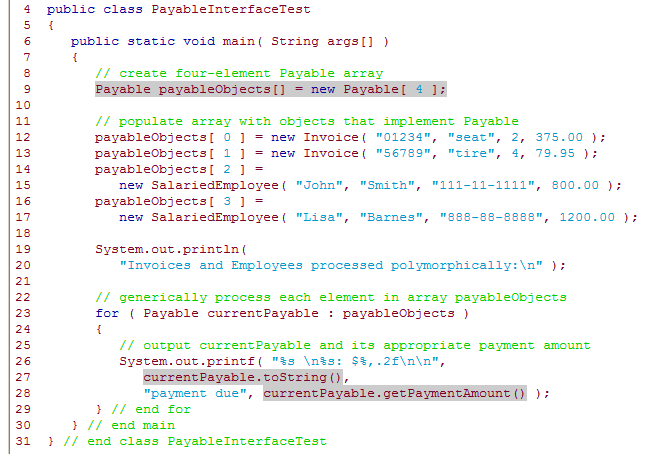 4 public class PayableInterfaceTest
5 {
6 public static void main( String args[] )
7 {
8 // create four-element Payable array
9 Payable payableObjects[] = new Payable[ 4 ];
10
11 // populate array with objects that implement Payable
12 payableObjects[ 0 ] = new Invoice( "01234", "seat", 2, 375.00 );
13 payableObjects[ 1 ] = new Invoice( "56789", "tire", 4, 79.95 );
14 payableObjects[ 2 ] =
15 new SalariedEmployee( "John", "Smith", "111-11-1111", 800.00 );
16 payableObjects[ 3 ] =
17 new SalariedEmployee( "Lisa", "Barnes", "888-88-8888", 1200.00 );
18
19 System.out.println(
20 "Invoices and Employees processed polymorphically:\n" );
21
22 // generically process each element in array payableObjects
23 for ( Payable currentPayable : payableObjects )
24 {
25 // output currentPayable and its appropriate payment amount
26 System.out.printf( "%s \n%s: $%,.2f\n\n",
27 currentPayable.toString(),
28 "payment due", currentPayable.getPaymentAmount() );
29 } // end for
30 } // end main
31 } // end class PayableInterfaceTest